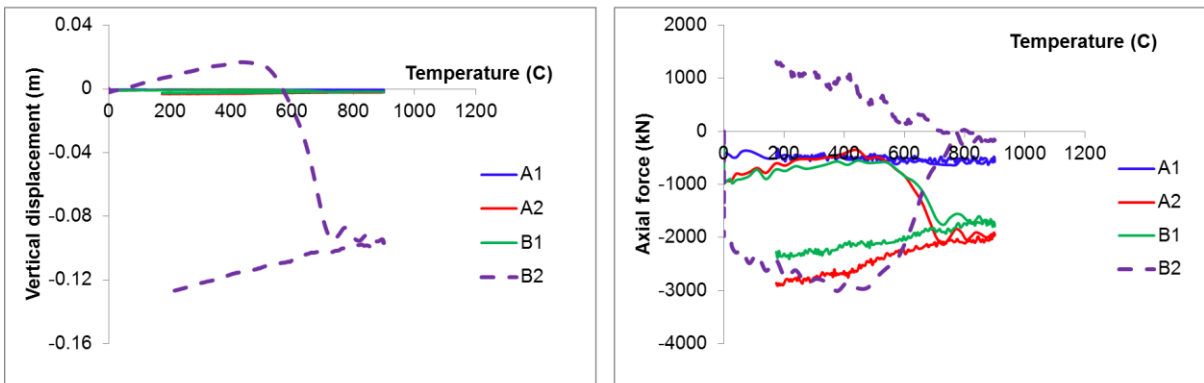 0.04
0
-0.04
-0.08
-0.12
-0.16
Vertical displacement (m)
Temperature (C)
0 200 400 600 800 1000 1200
A1
A2
B1
B2
2000
1000
0
-1000
-2000
-3000
-4000
Axial force (kN)
Temperature (C)
0 200 400 600 800 1000 1200
A1
A2
B1
B2